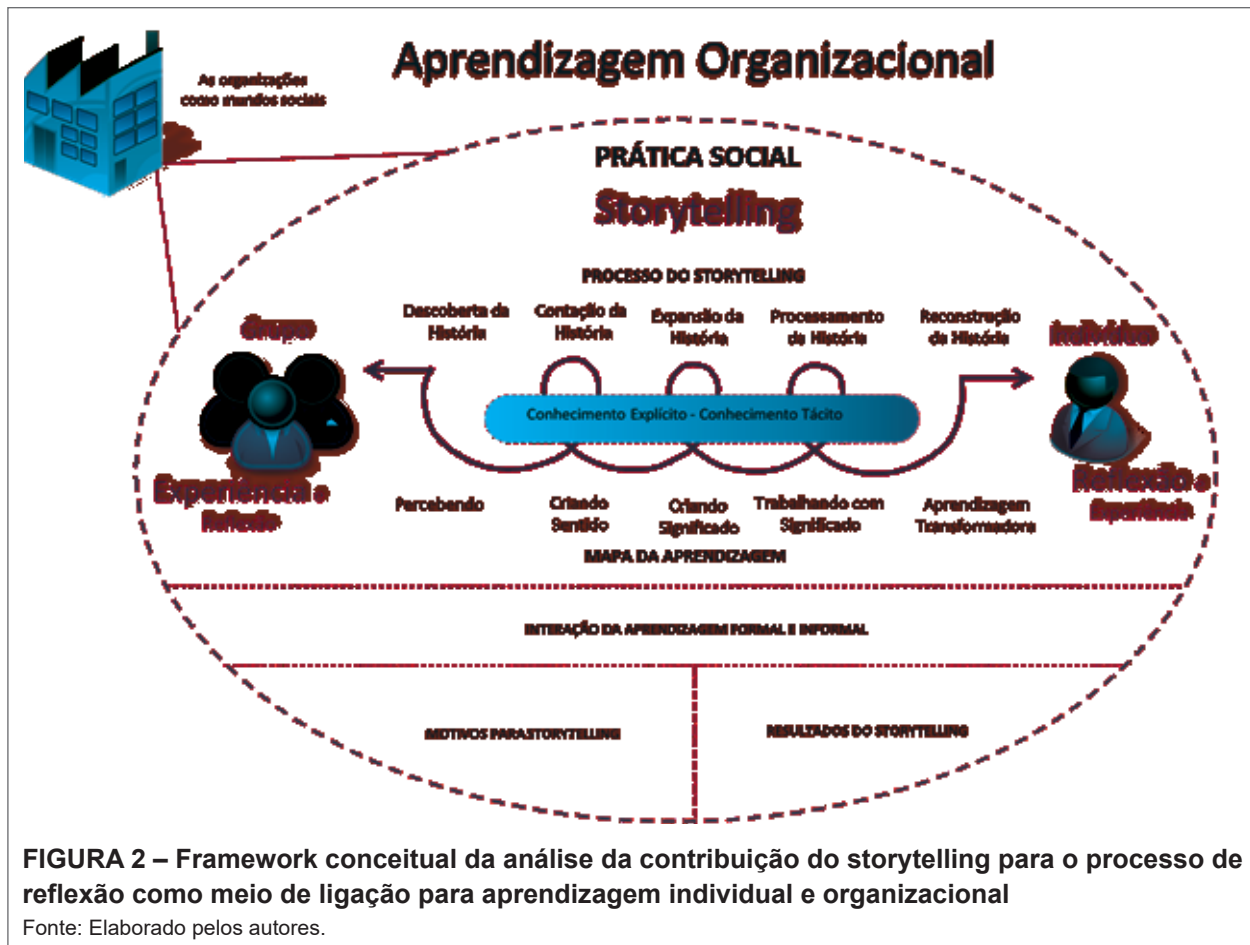 Aprendizagem Organizacional
As organizações
como mundos sociais
PRÁTICA SOCIAL
Storytelling
PROCESSO DO STORYTELLING
Descoberta da
História
Contação da
História
Expansão da
História
Processamento
da História
Reconstrução
da História
Grupo
Indivíduo
Conhecimento Explícito - Conhecimento Tácito
Experiência e
Reflexão
Reflexão e
Experiência
Percebendo
Criando
Sentido
Criando
Significado
Trabalhando com
Significado
Aprendizagem
Transformadora
MAPA DA APRENDIZAGEM
INTERAÇÃO DA APRENDIZAGEM FORMAL E INFORMAL
MOTIVOS PARA STORYTELLING
RESULTADOS DO STORYTELLING
FIGURA 2 – Framework conceitual da análise da contribuição do storytelling para o processo de
reflexão como meio de ligação para aprendizagem individual e organizacional
Fonte: Elaborado pelos autores.